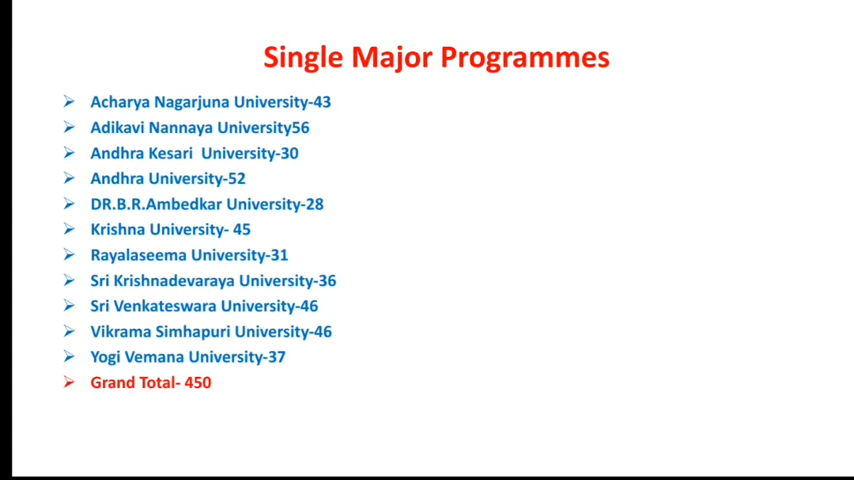 Single Major Programmes
Acharya Nagarjuna University-43
Adikavi Nannaya University56
Andhra Kesari University-30
Andhra University-52
DR.B.R.Ambedkar University-28
Krishna University- 45
Rayalaseema University-31
Sri Krishnadevaraya University-36
Sri Venkateswara University-46
Vikrama Simhapuri University-46
Yogi Vemana University-37
Grand Total- 450